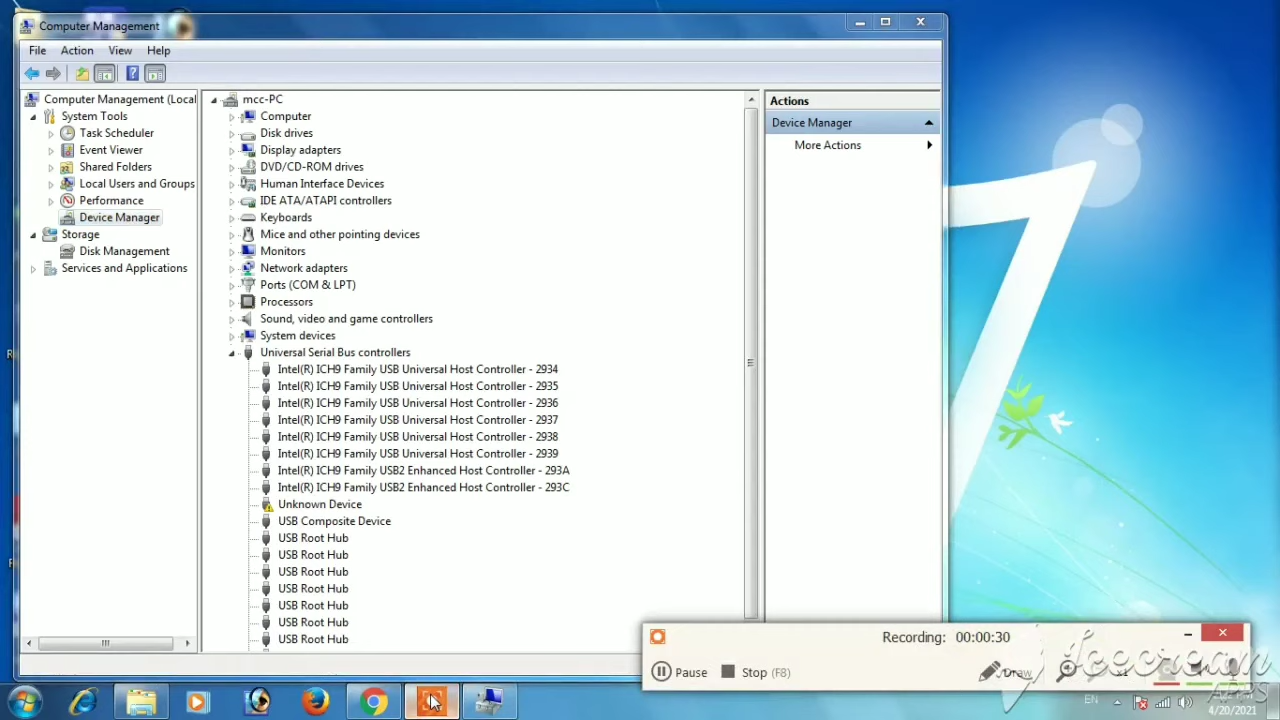 Computer Management
File Action View Help
Computer Management (Local
System Tools
Task Scheduler
Event Viewer
Shared Folders
Local Users and Groups
Performance
Device Manager
Storage
Disk Management
Services and Applications
mcc-PC
Computer
Disk drives
Display adapters
DVD/CD-ROM drives
Human Interface Devices
IDE ATA/ATAPI controllers
Keyboards
Mice and other pointing devices
Monitors
Network adapters
Ports (COM & LPT)
Processors
Sound, video and game controllers
System devices
Universal Serial Bus controllers
Intel(R) ICH9 Family USB Universal Host Controller - 2934
Intel(R) ICH9 Family USB Universal Host Controller - 2935
Intel(R) ICH9 Family USB Universal Host Controller - 2936
Intel(R) ICH9 Family USB Universal Host Controller - 2937
Intel(R) ICH9 Family USB Universal Host Controller - 2938
Intel(R) ICH9 Family USB Universal Host Controller - 2939
Intel(R) ICH9 Family USB2 Enhanced Host Controller - 293A
Intel(R) ICH9 Family USB2 Enhanced Host Controller - 293C
Unknown Device
USB Composite Device
USB Root Hub
USB Root Hub
USB Root Hub
USB Root Hub
USB Root Hub
USB Root Hub
USB Root Hub
Actions
Device Manager
More Actions
Recording: 00:00:30
Pause Stop (F8) Draw
Icecream
APPS
EN
4/20/2021